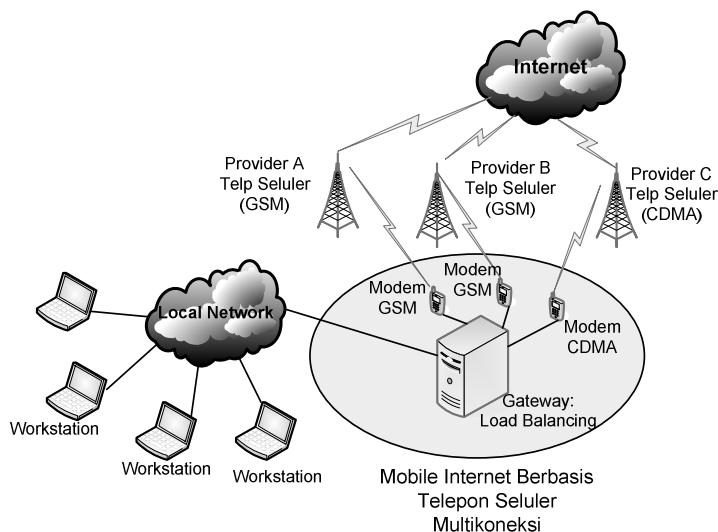 Internet
Provider A
Telp Seluler
(GSM)
Provider B
Telp Seluler
(GSM)
Provider C
Telp Seluler
(CDMA)
Modem
GSM
Modem
GSM
Modem
CDMA
Local Network
Gateway:
Load Balancing
Workstation
Workstation
Workstation
Mobile Internet Berbasis
Telepon Seluler
Multikoneksi